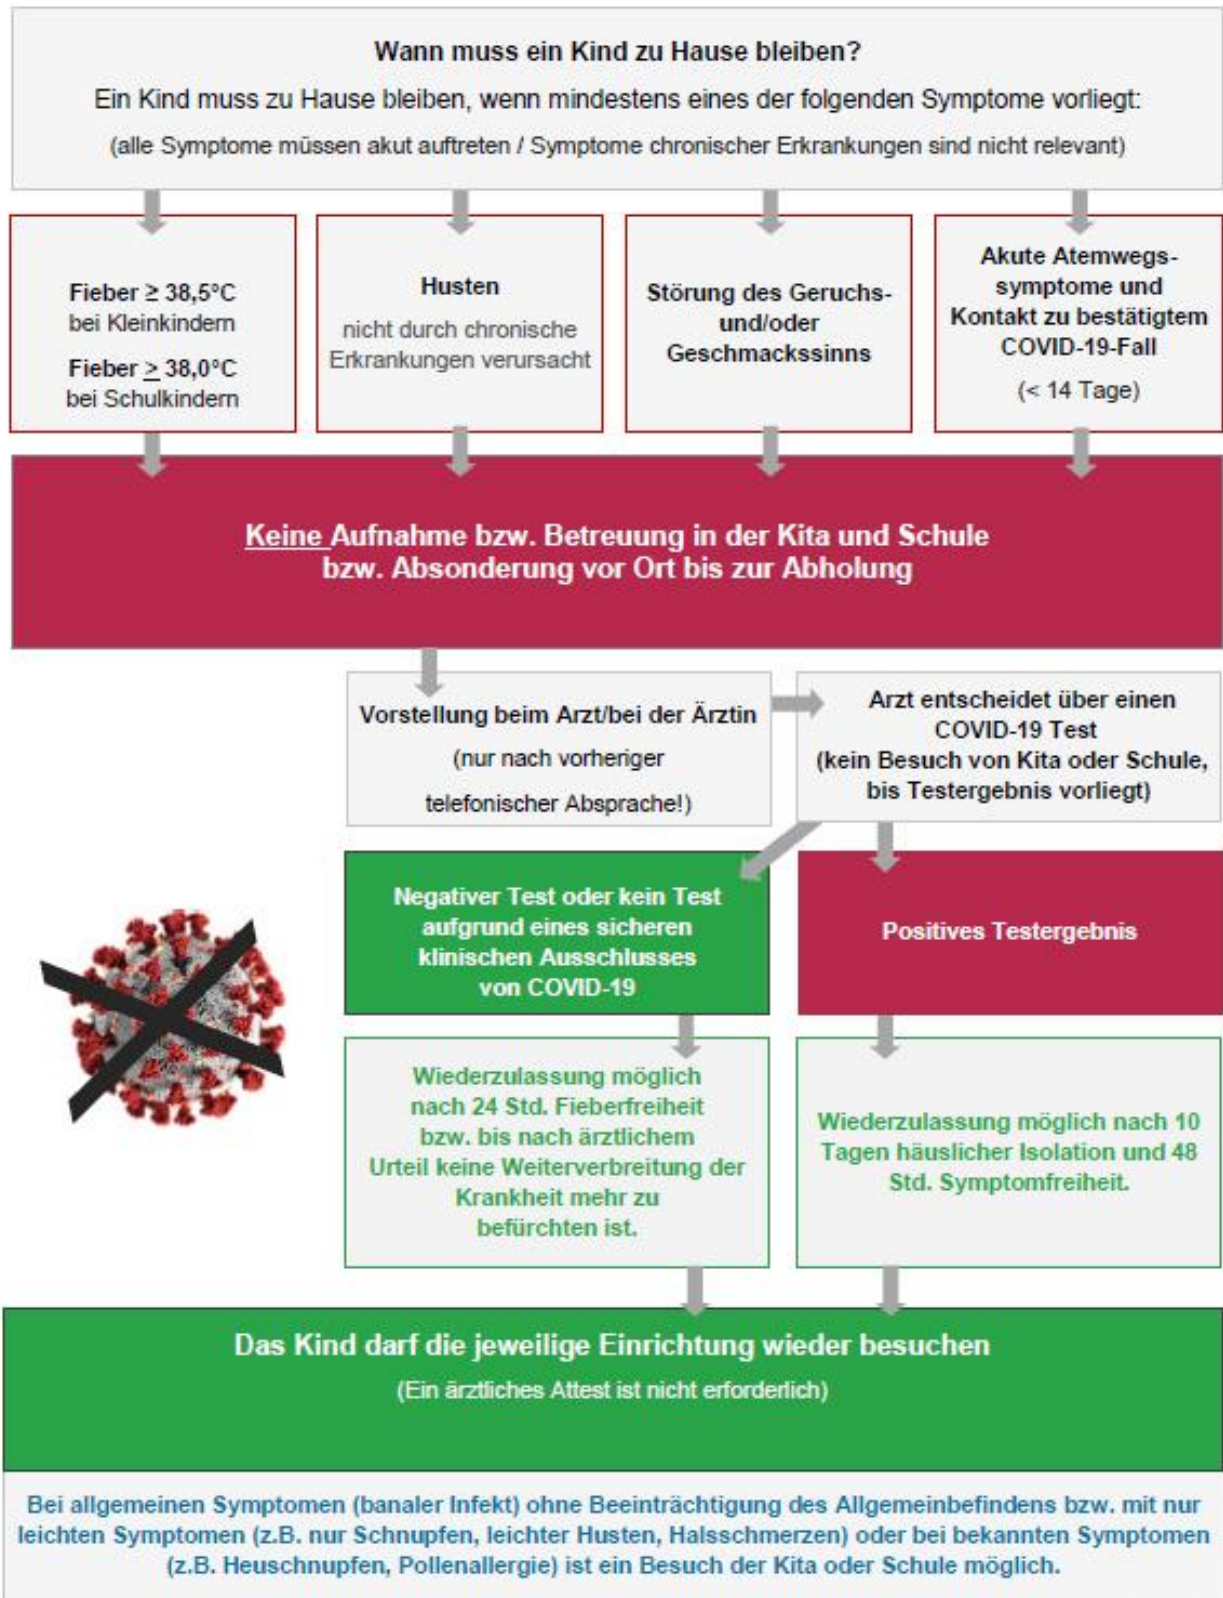 Wann muss ein Kind zu Hause bleiben?
Ein Kind muss zu Hause bleiben, wenn mindestens eines der folgenden Symptome vorliegt:
(alle Symptome müssen akut auftreten / Symptome chronischer Erkrankungen sind nicht relevant)
Fieber ≥ 38,5°C
bei Kleinkindern
Fieber ≥ 38,0°C
bei Schulkindern
Husten
nicht durch chronische
Erkrankungen verursacht
Störung des Geruchs-
und/oder
Geschmackssinns
Akute Atemwegs-
symptome und
Kontakt zu bestätigtem
COVID-19-Fall
(< 14 Tage)
Keine Aufnahme bzw. Betreuung in der Kita und Schule
bzw. Absonderung vor Ort bis zur Abholung
Vorstellung beim Arzt/bei der Ärztin
(nur nach vorheriger
telefonischer Absprache!)
Arzt entscheidet über einen
COVID-19 Test
(kein Besuch von Kita oder Schule,
bis Testergebnis vorliegt)
Negativer Test oder kein Test
aufgrund eines sicheren
klinischen Ausschlusses
von COVID-19
Positives Testergebnis
Wiederzulassung möglich
nach 24 Std. Fieberfreiheit
bzw. bis nach ärztlichem
Urteil keine Weiterverbreitung der
Krankheit mehr zu
befürchten ist.
Wiederzulassung möglich nach 10
Tagen häuslicher Isolation und 48
Std. Symptomfreiheit.
Das Kind darf die jeweilige Einrichtung wieder besuchen
(Ein ärztliches Attest ist nicht erforderlich)
Bei allgemeinen Symptomen (banaler Infekt) ohne Beeinträchtigung des Allgemeinbefindens bzw. mit nur
leichten Symptomen (z.B. nur Schnupfen, leichter Husten, Halsschmerzen) oder bei bekannten Symptomen
(z.B. Heuschnupfen, Pollenallergie) ist ein Besuch der Kita oder Schule möglich.